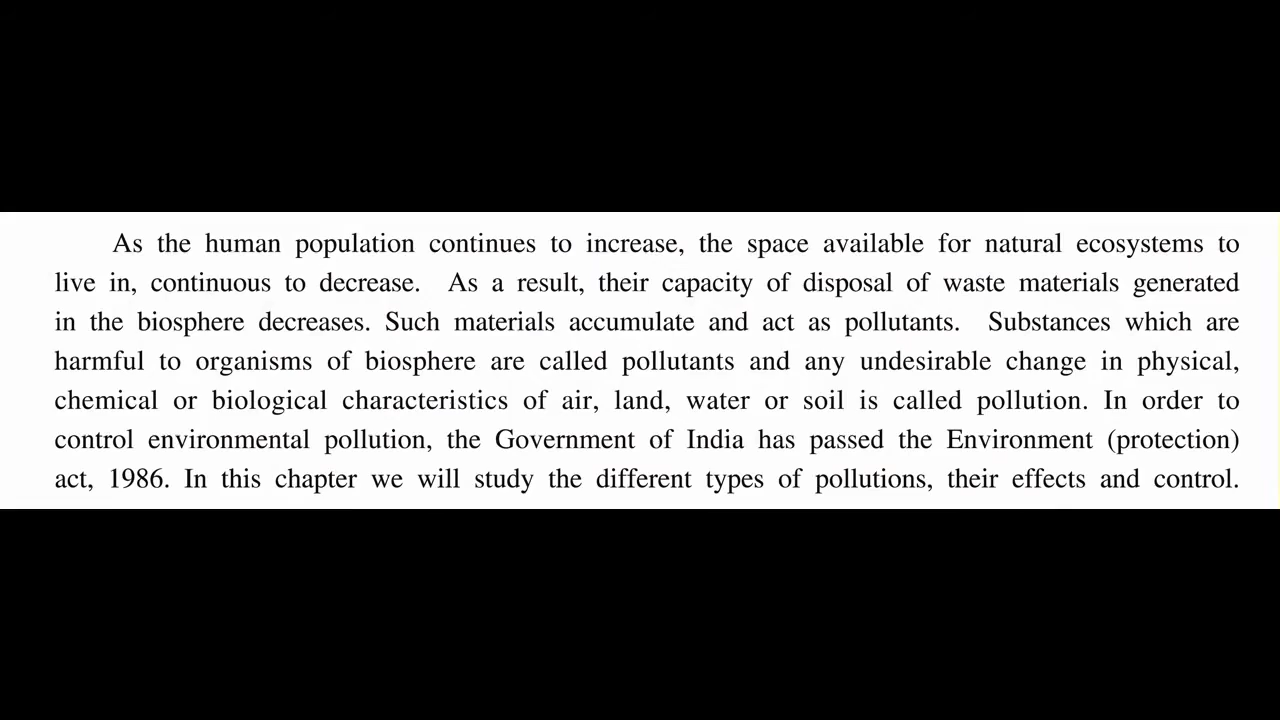 As the human population continues to increase, the space available for natural ecosystems to
live in, continuous to decrease. As a result, their capacity of disposal of waste materials generated
in the biosphere decreases. Such materials accumulate and act as pollutants. Substances which are
harmful to organisms of biosphere are called pollutants and any undesirable change in physical,
chemical or biological characteristics of air, land, water or soil is called pollution. In order to
control environmental pollution, the Government of India has passed the Environment (protection)
act, 1986. In this chapter we will study the different types of pollutions, their effects and control.